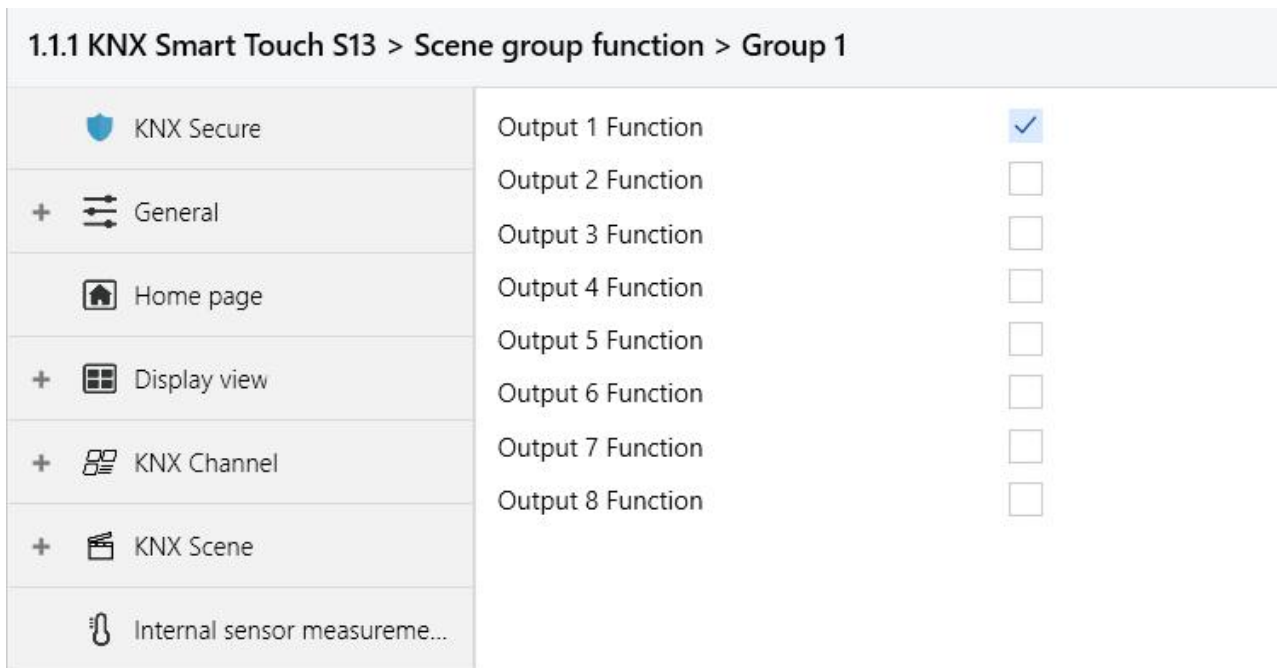 1.1.1 KNX Smart Touch S13 > Scene group function > Group 1
KNX Secure
+ General
Home page
+ Display view
+ KNX Channel
+ KNX Scene
Internal sensor measureme...
Output 1 Function
Output 2 Function
Output 3 Function
Output 4 Function
Output 5 Function
Output 6 Function
Output 7 Function
Output 8 Function